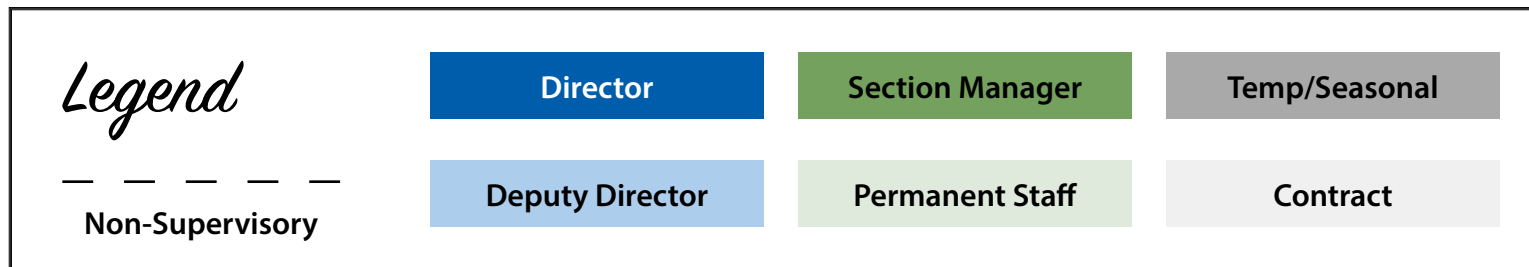 Legend
Director
Section Manager
Temp/Seasonal
Non-Supervisory
Deputy Director
Permanent Staff
Contract